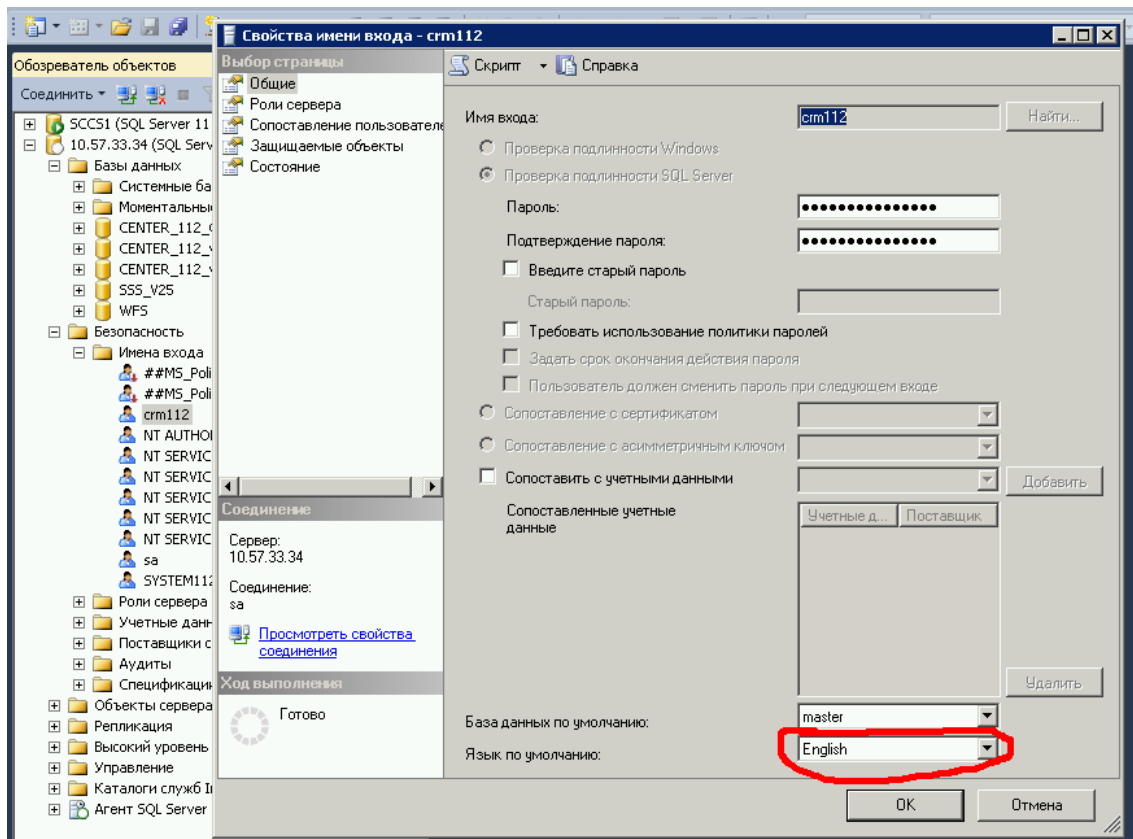 Свойства имени входа - crm112
Обозреватель объектов
Соединить
SCCS1 (SQL Server 11
10.57.33.34 (SQL Serv
Базы данных
Системные ба
Моментальны
CENTER_112_
CENTER_112_
CENTER_112_
SSS_V25
WFS
Безопасность
Имена входа
##MS_Poli
##MS_Poli
crm112
NT AUTHO
NT SERVIC
NT SERVIC
NT SERVIC
NT SERVIC
NT SERVIC
sa
SYSTEM112
Роли сервера
Учетные данн
Поставщики с
Аудиты
Спецификаци
Объекты сервера
Репликация
Высокий уровень
Управление
Каталоги служб I
Агент SQL Server
Выбор страницы
Общие
Роли сервера
Сопоставление пользователе
Защищаемые объекты
Состояние
Соединение
Сервер:
10.57.33.34
Соединение:
sa
Просмотреть свойства
соединения
Ход выполнения
Готово
Скрипт Справка
Имя входа: crm112 Найти...
Проверка подлинности Windows
Проверка подлинности SQL Server
Пароль: ●●●●●●●●●●●●●●●
Подтверждение пароля: ●●●●●●●●●●●●●●●
Введите старый пароль
Старый пароль:
Требовать использование политики паролей
Задать срок окончания действия пароля
Пользователь должен сменить пароль при следующем входе
Сопоставление с сертификатом
Сопоставление с асимметричным ключом
Сопоставить с учетными данными Добавить
Сопоставленные учетные
данные
Учетные д... Поставщик
Удалить
База данных по умолчанию: master
Язык по умолчанию: English
OK Отмена